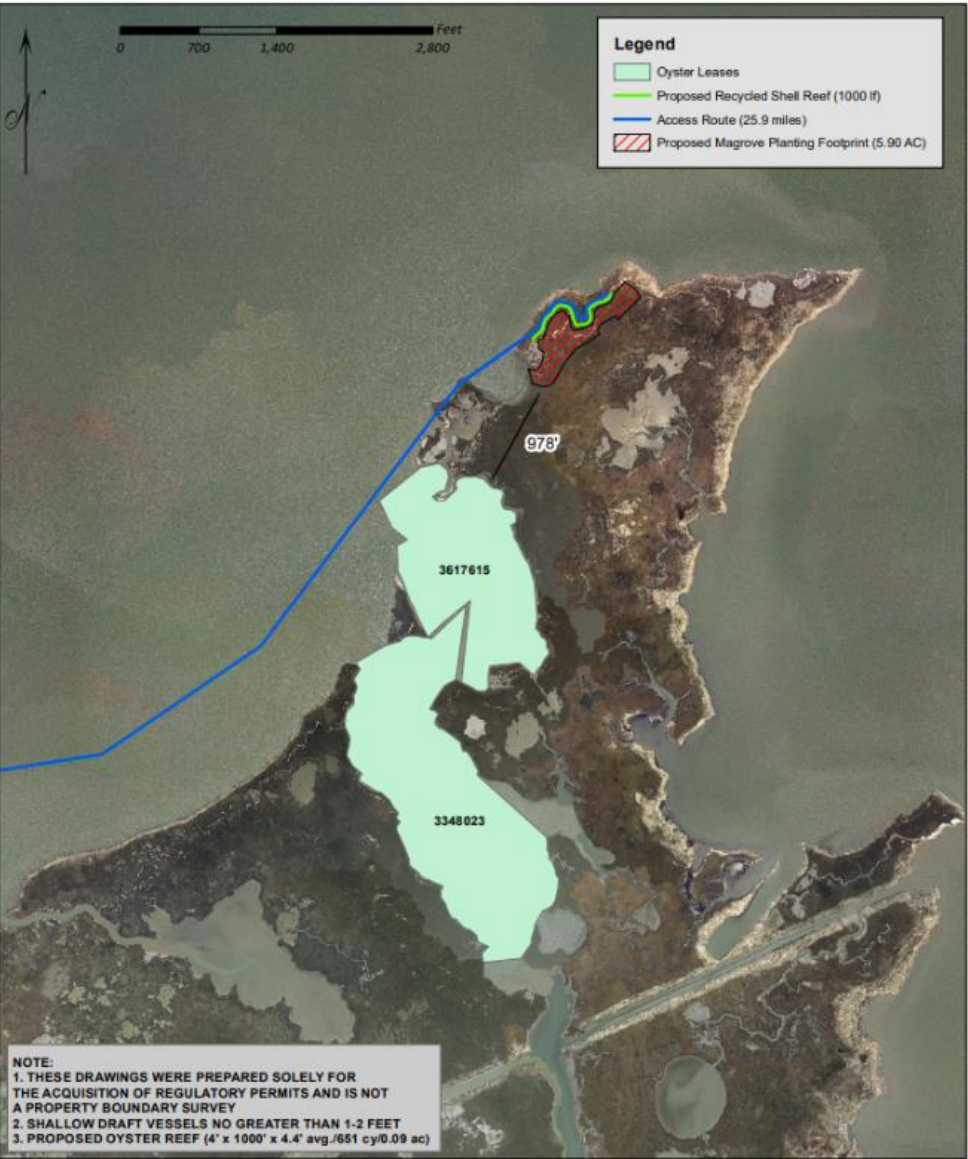 Feet
0 700 1,400 2,800
N
Legend
Oyster Leases
Proposed Recycled Shell Reef (1000 lf)
Access Route (25.9 miles)
Proposed Magrove Planting Footprint (5.90 AC)
978'
3617615
3348023
NOTE:
1. THESE DRAWINGS WERE PREPARED SOLELY FOR
THE ACQUISITION OF REGULATORY PERMITS AND IS NOT
A PROPERTY BOUNDARY SURVEY
2. SHALLOW DRAFT VESSELS NO GREATER THAN 1-2 FEET
3. PROPOSED OYSTER REEF (4' x 1000' x 4.4' avg./651 cy/0.09 ac)